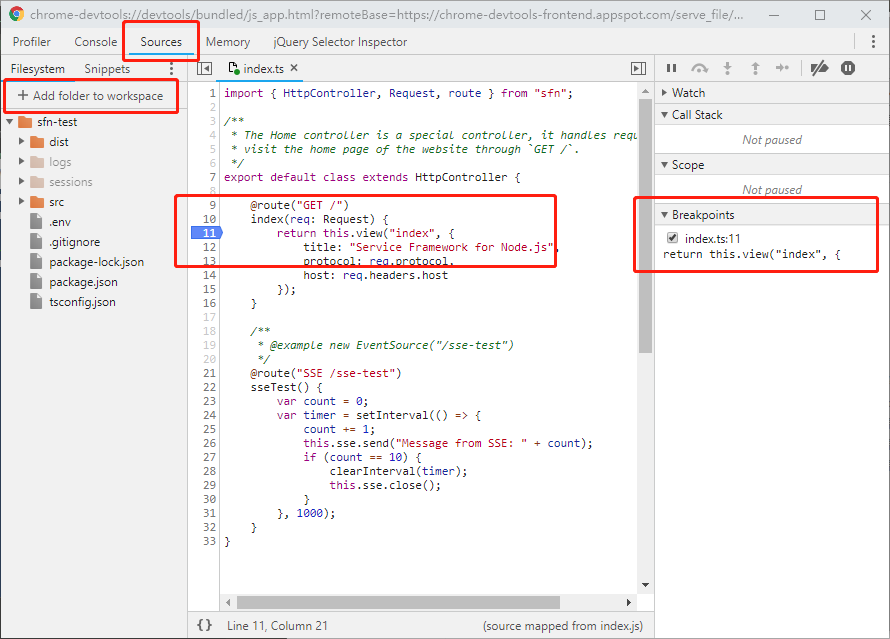 chrome-devtools://devtools/bundled/js_app.html?remoteBase=https://chrome-devtools-frontend.appspot.com/serve_file/...
Profiler Console Sources Memory jQuery Selector Inspector
Filesystem Snippets
+ Add folder to workspace
sfn-test
dist
logs
sessions
src
.env
.gitignore
package-lock.json
package.json
tsconfig.json
index.ts
1 import { HttpController, Request, route } from "sfn";
2
3 /**
4 * The Home controller is a special controller, it handles requ
5 * visit the home page of the website through `GET /`.
6 */
7 export default class extends HttpController {
8
9 @route("GET /")
10 index(req: Request) {
11 return this.view("index", {
12 title: "Service Framework for Node.js",
13 protocol: req.protocol,
14 host: req.headers.host
15 });
16 }
17
18 /**
19 * @example new EventSource("/sse-test")
20 */
21 @route("SSE /sse-test")
22 sseTest() {
23 var count = 0;
24 var timer = setInterval(() => {
25 count += 1;
26 this.sse.send("Message from SSE: " + count);
27 if (count == 10) {
28 clearInterval(timer);
29 this.sse.close();
30 }
31 }, 1000);
32 }
33 }
{} Line 11, Column 21 (source mapped from index.js)
Watch
Call Stack
Not paused
Scope
Not paused
Breakpoints
index.ts:11
return this.view("index", {